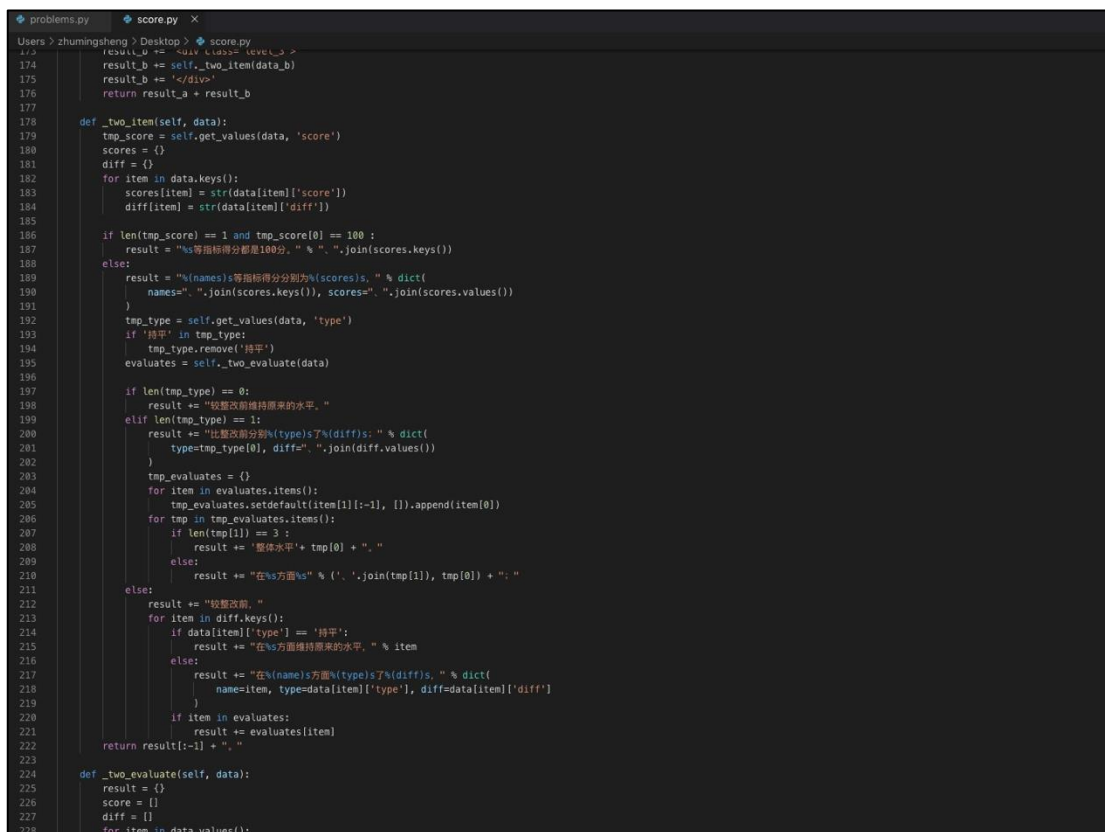 problems.py score.py ×
Users > zhumingsheng > Desktop > score.py
173 result_b += '<div class="level_3">'
174 result_b += self._two_item(data_b)
175 result_b += '</div>'
176 return result_a + result_b
177
178 def _two_item(self, data):
179 tmp_score = self.get_values(data, 'score')
180 scores = {}
181 diff = {}
182 for item in data.keys():
183 scores[item] = str(data[item]['score'])
184 diff[item] = str(data[item]['diff'])
185
186 if len(tmp_score) == 1 and tmp_score[0] == 100 :
187 result = "%s等指标得分都是100分。" % "、".join(scores.keys())
188 else:
189 result = "%(names)s等指标得分分别为%(scores)s，" % dict(
190 names="、".join(scores.keys()), scores="、".join(scores.values())
191 )
192 tmp_type = self.get_values(data, 'type')
193 if '持平' in tmp_type:
194 tmp_type.remove('持平')
195 evaluates = self._two_evaluate(data)
196
197 if len(tmp_type) == 0:
198 result += "较整改前维持原来的水平。"
199 elif len(tmp_type) == 1:
200 result += "比整改前分别%(type)s了%(diff)s；" % dict(
201 type=tmp_type[0], diff="、".join(diff.values())
202 )
203 tmp_evaluates = {}
204 for item in evaluates.items():
205 tmp_evaluates.setdefault(item[1][:-1], []).append(item[0])
206 for tmp in tmp_evaluates.items():
207 if len(tmp[1]) == 3 :
208 result += '整体水平'+ tmp[0] + "。"
209 else:
210 result += "在%s方面%s" % ('、'.join(tmp[1]), tmp[0]) + "；"
211 else:
212 result += "较整改前，"
213 for item in diff.keys():
214 if data[item]['type'] == '持平':
215 result += "在%s方面维持原来的水平，" % item
216 else:
217 result += "在%(name)s方面%(type)s了%(diff)s，" % dict(
218 name=item, type=data[item]['type'], diff=data[item]['diff']
219 )
220 if item in evaluates:
221 result += evaluates[item]
222 return result[:-1] + "。"
223
224 def _two_evaluate(self, data):
225 result = {}
226 score = []
227 diff = []
228 for item in data.values():